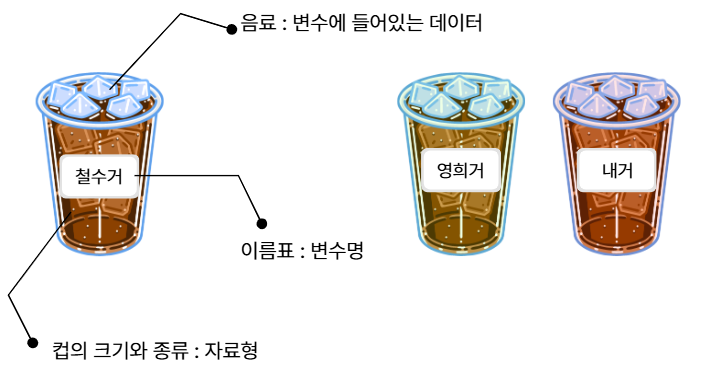 음료 : 변수에 들어있는 데이터
철수거
영희거
내거
이름표 : 변수명
컵의 크기와 종류 : 자료형